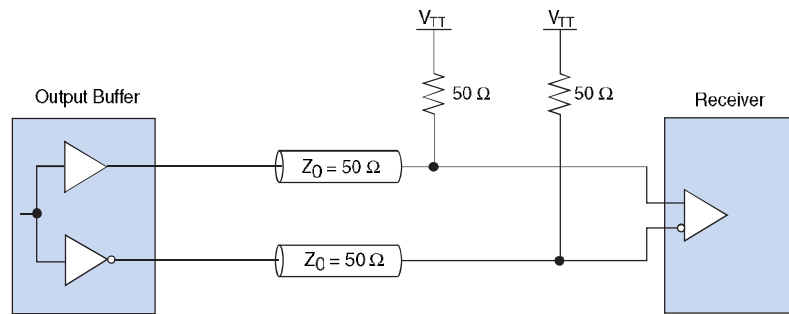 V_TT V_TT
50 Ω 50 Ω
Output Buffer Receiver
Z_0 = 50 Ω
Z_0 = 50 Ω